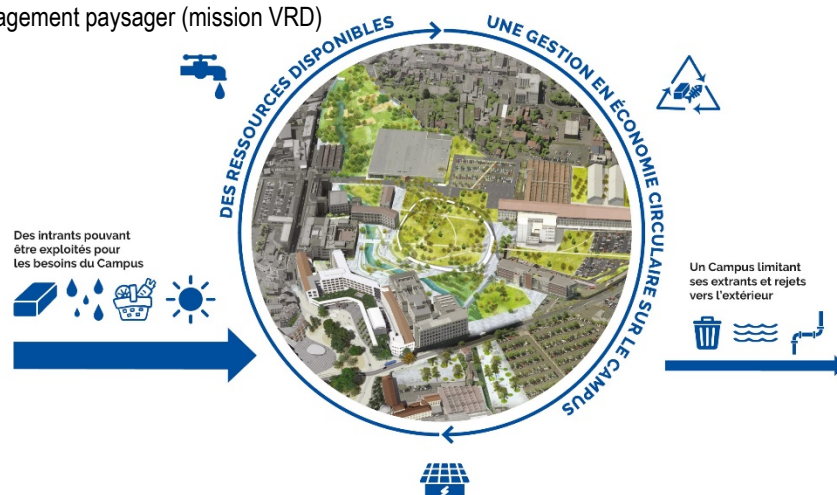 agement paysager (mission VRD)
DES RESSOURCES DISPONIBLES
UNE GESTION EN ÉCONOMIE CIRCULAIRE SUR LE CAMPUS
Des intrants pouvant
être exploités pour
les besoins du Campus
Un Campus limitant
ses extrants et rejets
vers l'extérieur